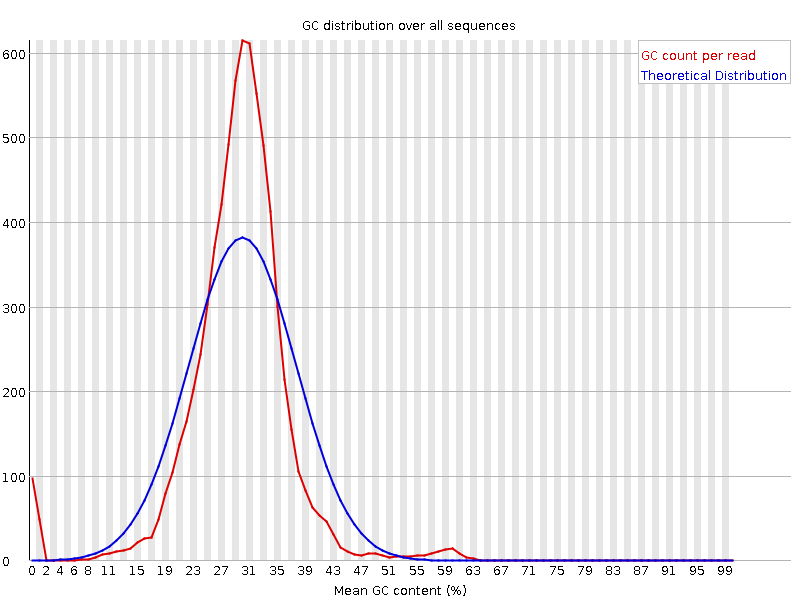 GC distribution over all sequences
GC count per read
Theoretical Distribution
600
500
400
300
200
100
0
0 2 4 6 8 11 15 19 23 27 31 35 39 43 47 51 55 59 63 67 71 75 79 83 87 91 95 99
Mean GC content (%)